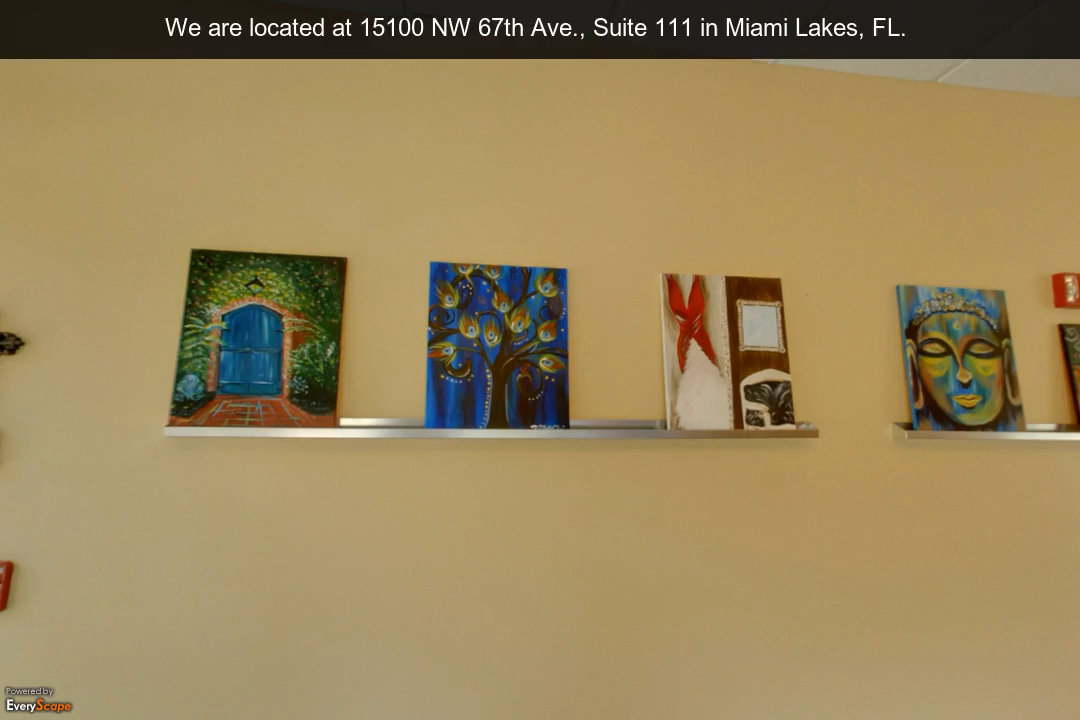 We are located at 15100 NW 67th Ave., Suite 111 in Miami Lakes, FL.
Powered by
EveryScape